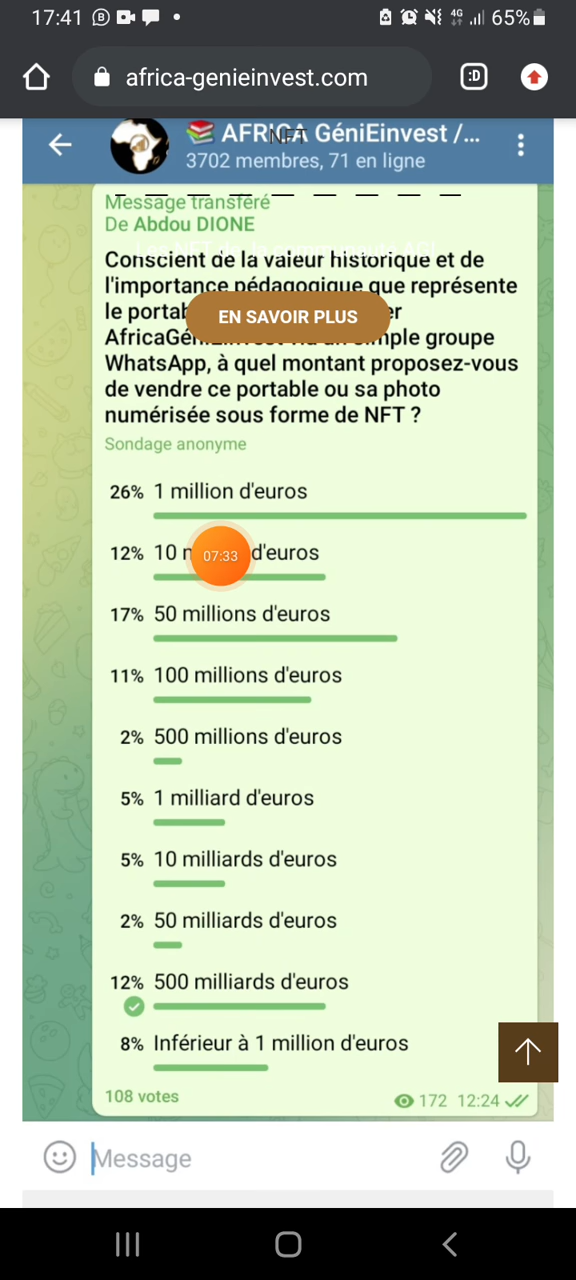 17:41 4G 65%
africa-genieinvest.com :D
AFRICA GéniEinvest /...
NFT
3702 membres, 71 en ligne
Message transféré
De Abdou DIONE
Conscient de la valeur historique et de
l'importance pédagogique que représente
le
EN SAVOIR PLUS
simple groupe
WhatsApp, à quel montant proposez-vous
de vendre ce portable ou sa photo
numérisée sous forme de NFT ?
Sondage anonyme
26% 1 million d'euros
12% 10 d'euros
07:33
17% 50 millions d'euros
11% 100 millions d'euros
2% 500 millions d'euros
5% 1 milliard d'euros
5% 10 milliards d'euros
2% 50 milliards d'euros
12% 500 milliards d'euros
8% Inférieur à 1 million d'euros
108 votes 172 12:24
Message